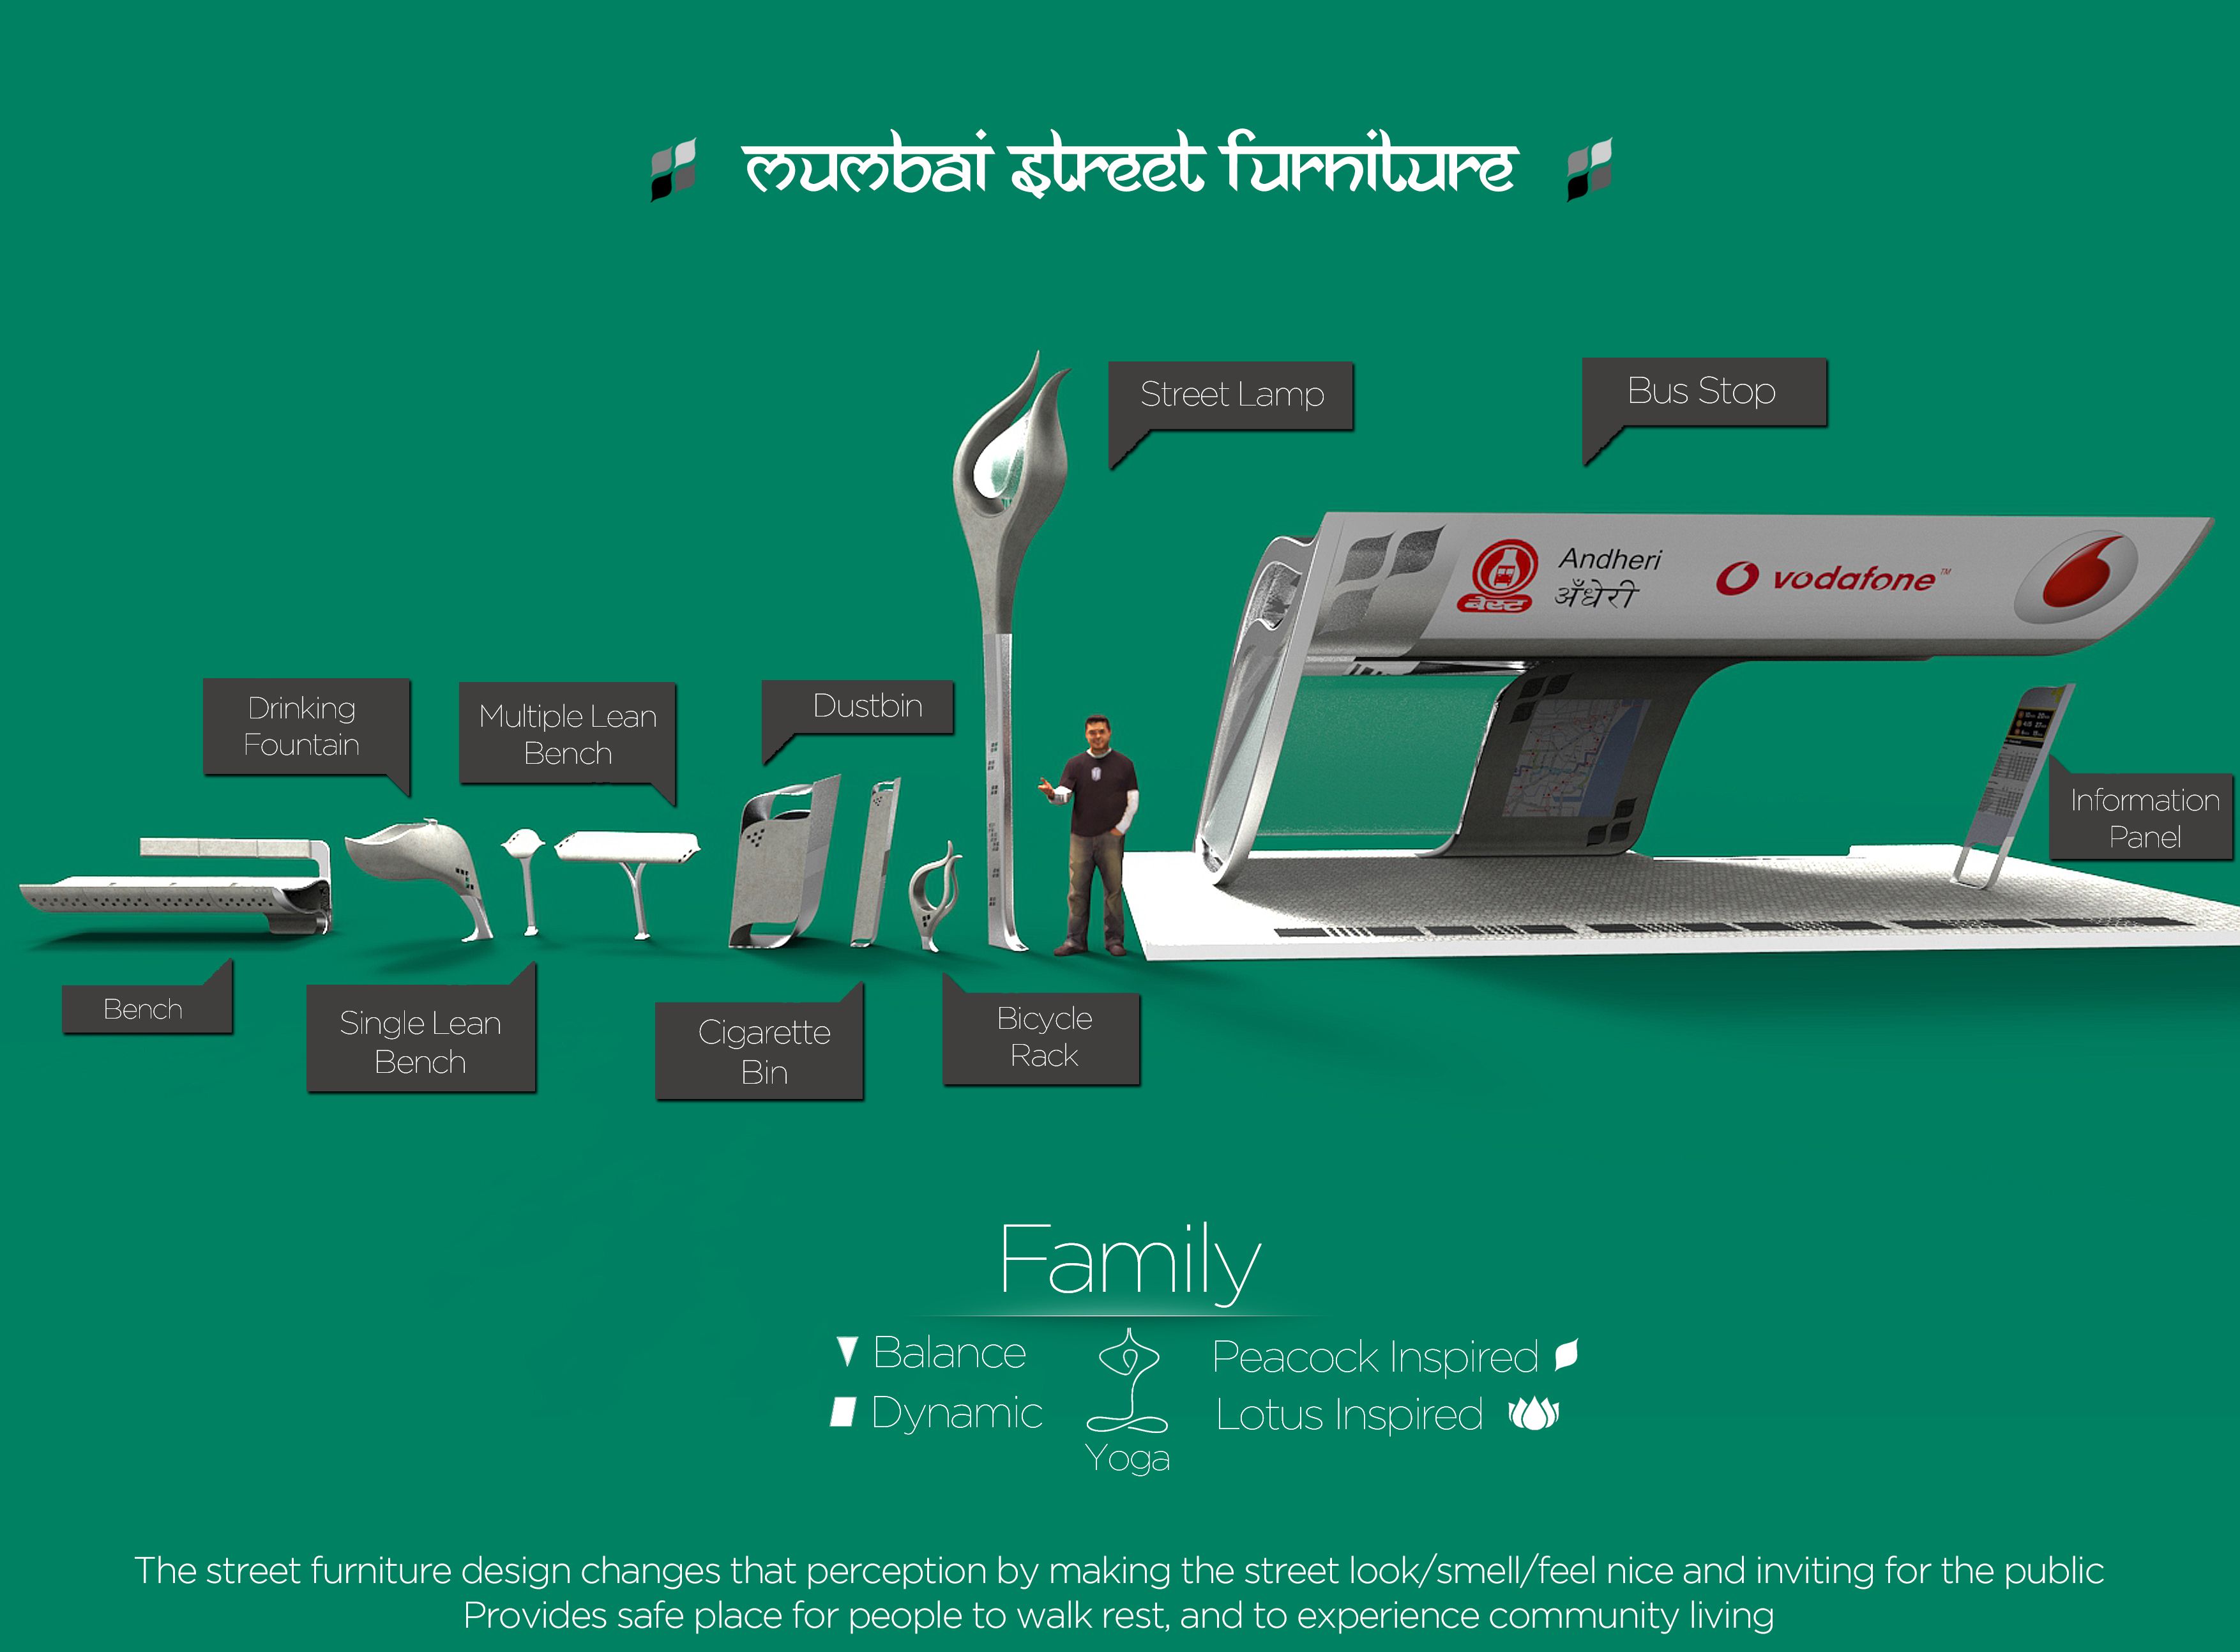 mumbai street furniture
Street Lamp
Bus Stop
Andheri
अँधेरी
बेस्ट
vodafone™
Drinking
Fountain
Multiple Lean
Bench
Dustbin
Information
Panel
Bench
Single Lean
Bench
Cigarette
Bin
Bicycle
Rack
Family
Balance
Dynamic
Yoga
Peacock Inspired
Lotus Inspired
The street furniture design changes that perception by making the street look/smell/feel nice and inviting for the public
Provides safe place for people to walk rest, and to experience community living